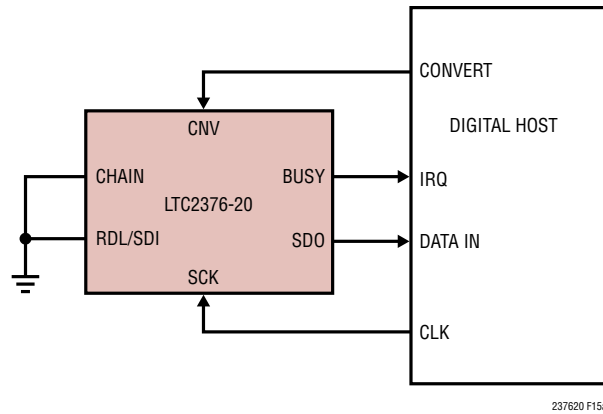 CONVERT
CNV
DIGITAL HOST
CHAIN
BUSY
IRQ
LTC2376-20
RDL/SDI
SDO
DATA IN
SCK
CLK